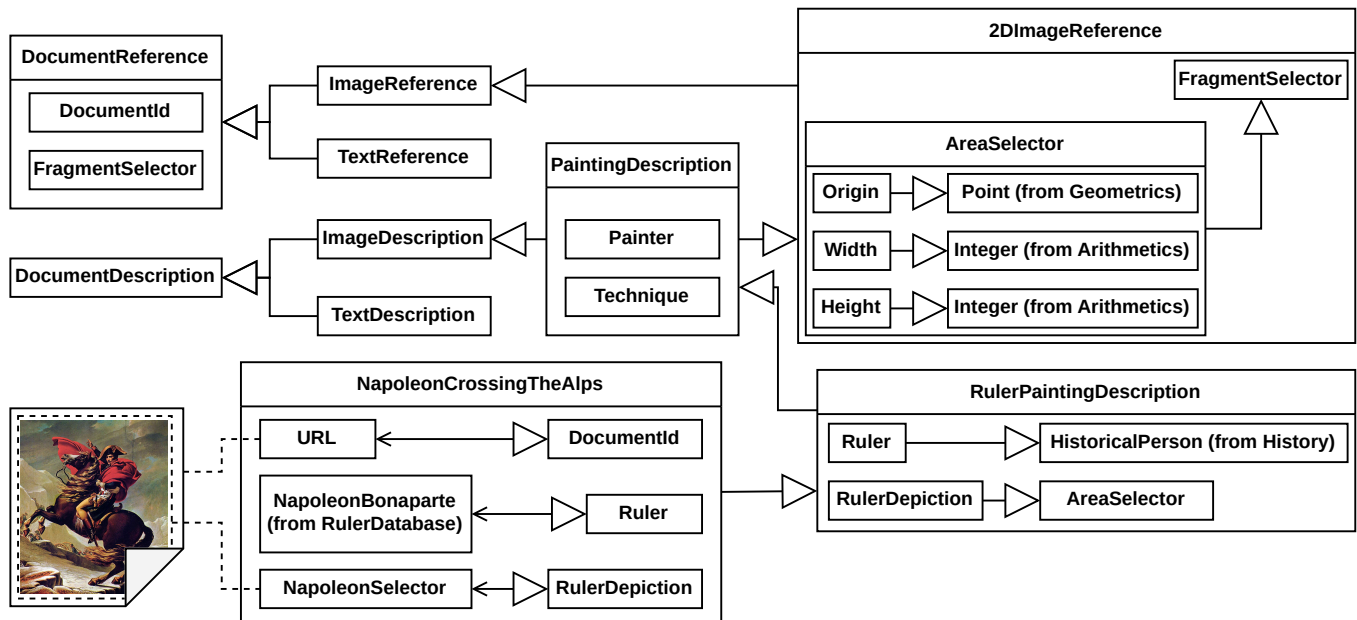 DocumentReference
DocumentId
FragmentSelector
ImageReference
TextReference
2DImageReference
FragmentSelector
AreaSelector
Origin
Point (from Geometrics)
Width
Integer (from Arithmetics)
Height
Integer (from Arithmetics)
PaintingDescription
Painter
Technique
DocumentDescription
ImageDescription
TextDescription
NapoleonCrossingTheAlps
URL
DocumentId
NapoleonBonaparte
(from RulerDatabase)
Ruler
NapoleonSelector
RulerDepiction
RulerPaintingDescription
Ruler
HistoricalPerson (from History)
RulerDepiction
AreaSelector